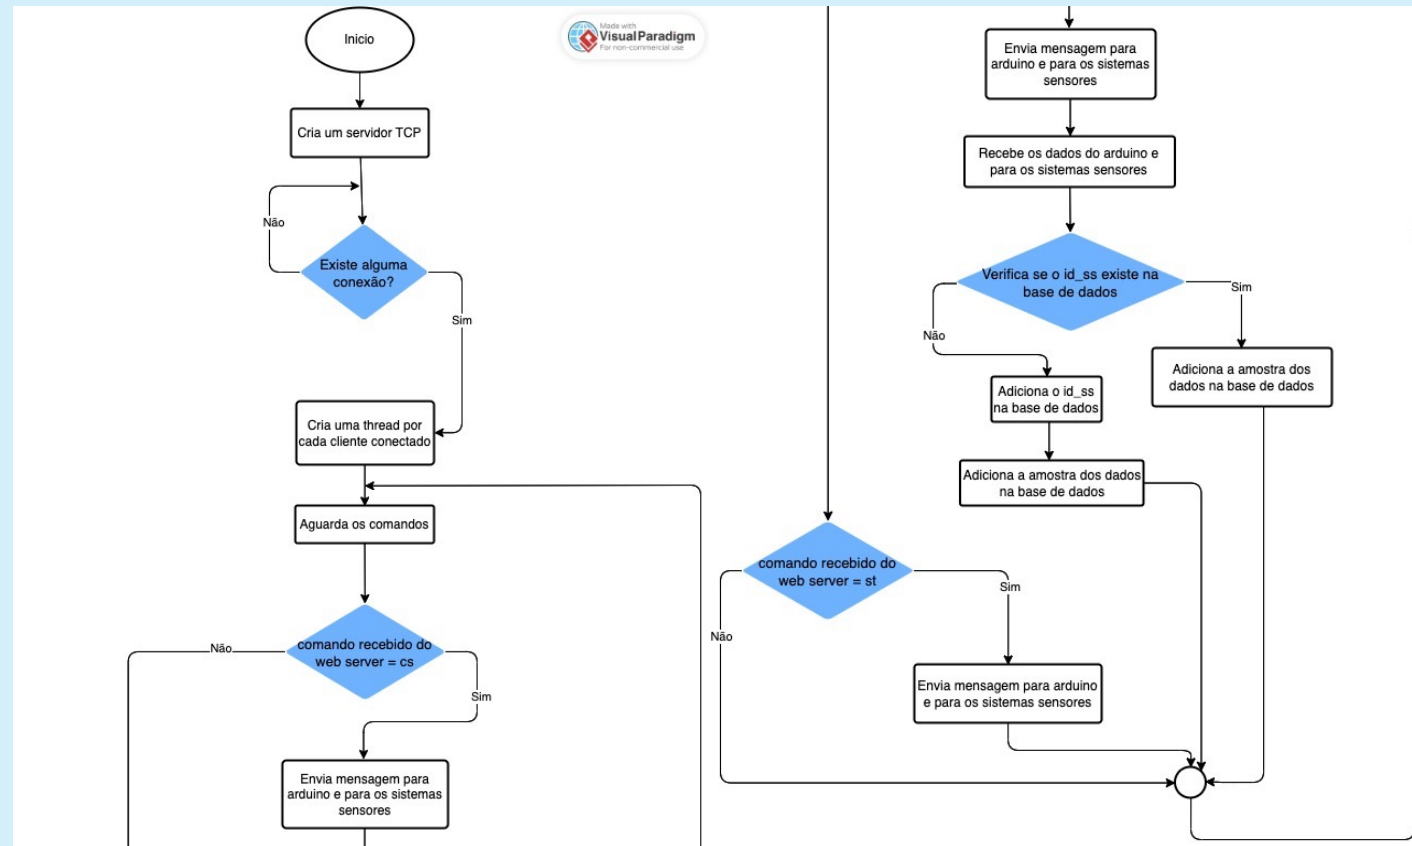 Inicio
Cria um servidor TCP
Não
Existe alguma
conexão?
Sim
Cria uma thread por
cada cliente conectado
Aguarda os comandos
Não
comando recebido do
web server = cs
Sim
Envia mensagem para
arduino e para os sistemas
sensores
Made with
VisualParadigm
For non-commercial use
Envia mensagem para
arduino e para os sistemas
sensores
Recebe os dados do arduino e
para os sistemas sensores
Verifica se o id_ss existe na
base de dados
Sim
Não
Adiciona a amostra dos
dados na base de dados
Adiciona o id_ss
na base de dados
Adiciona a amostra dos dados
na base de dados
comando recebido do
web server = st
Sim
Não
Envia mensagem para arduino
e para os sistemas sensores